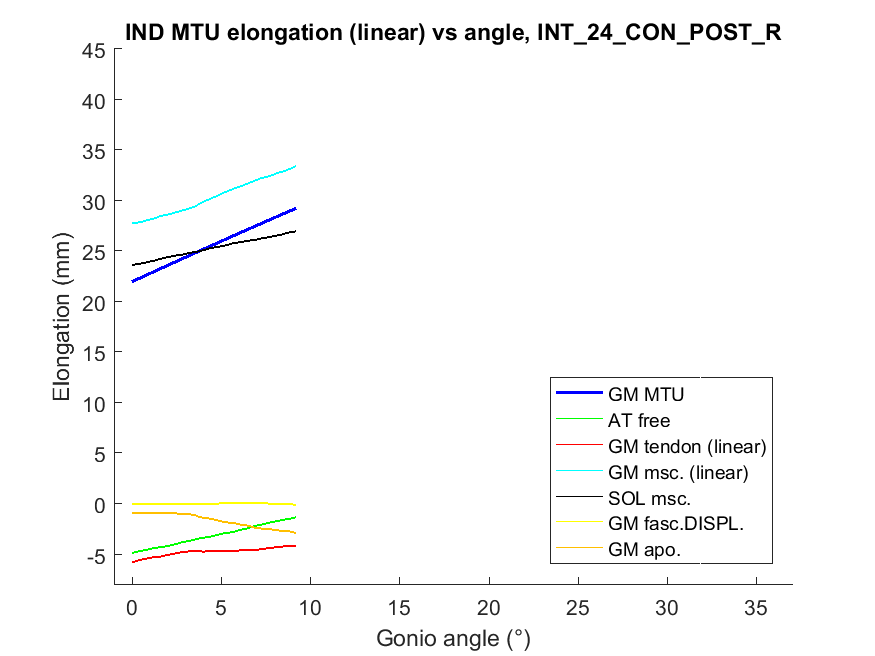 IND MTU elongation (linear) vs angle, INT_24_CON_POST_R
45
40
35
30
25
20
15
10
5
0
-5
Elongation (mm)
0 5 10 15 20 25 30 35
Gonio angle (°)
GM MTU
AT free
GM tendon (linear)
GM msc. (linear)
SOL msc.
GM fasc.DISPL.
GM apo.